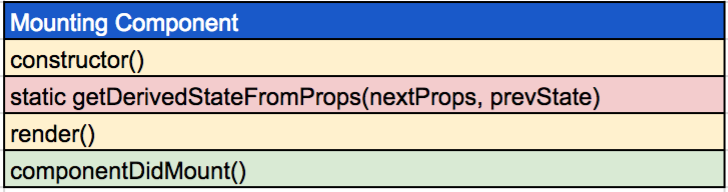 Mounting Component
constructor()
static getDerivedStateFromProps(nextProps, prevState)
render()
componentDidMount()